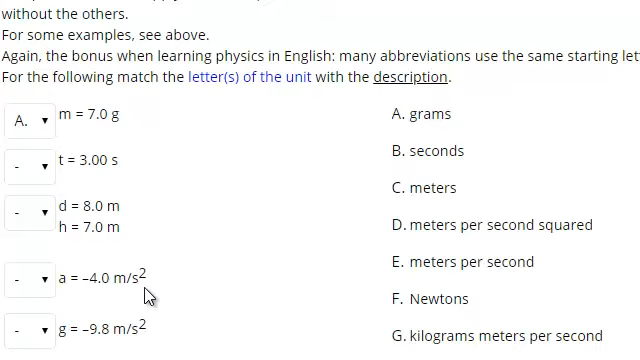 without the others.
For some examples, see above.
Again, the bonus when learning physics in English: many abbreviations use the same starting let
For the following match the letter(s) of the unit with the description.
A. m = 7.0 g A. grams
- t = 3.00 s B. seconds
C. meters
- d = 8.0 m
h = 7.0 m
D. meters per second squared
E. meters per second
- a = –4.0 m/s²
F. Newtons
- g = –9.8 m/s²
G. kilograms meters per second